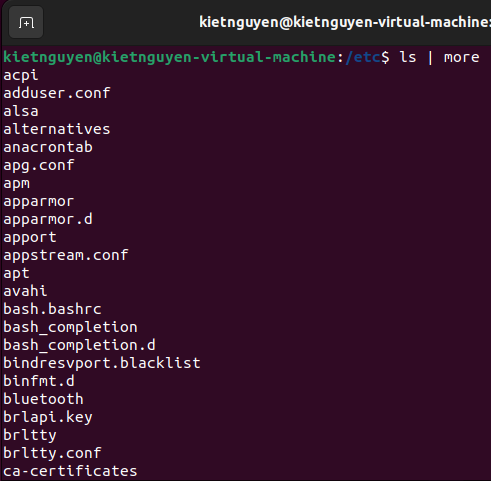 kietnguyen@kietnguyen-virtual-machine:
kietnguyen@kietnguyen-virtual-machine:/etc$ ls | more
acpi
adduser.conf
alsa
alternatives
anacrontab
apg.conf
apm
apparmor
apparmor.d
apport
appstream.conf
apt
avahi
bash.bashrc
bash_completion
bash_completion.d
bindresvport.blacklist
binfmt.d
bluetooth
brlapi.key
brltty
brltty.conf
ca-certificates